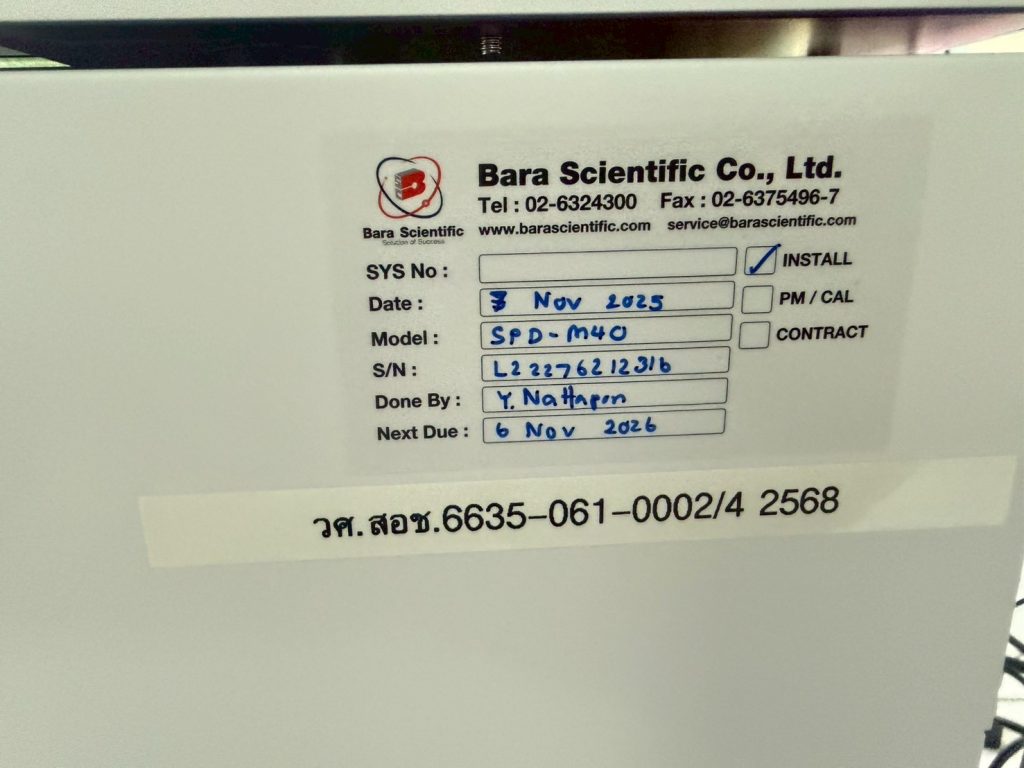 Bara Scientific Co., Ltd.
Tel : 02-6324300 Fax : 02-6375496-7
www.barascientific.com service@barascientific.com
Bara Scientific
Solution of Success
SYS No : INSTALL
Date : 7 Nov 2025 PM / CAL
Model : SPD-M40 CONTRACT
S/N : L22276212316
Done By : Y. Nattapon
Next Due : 6 Nov 2026
วศ.สอช.6635-061-0002/4 2568